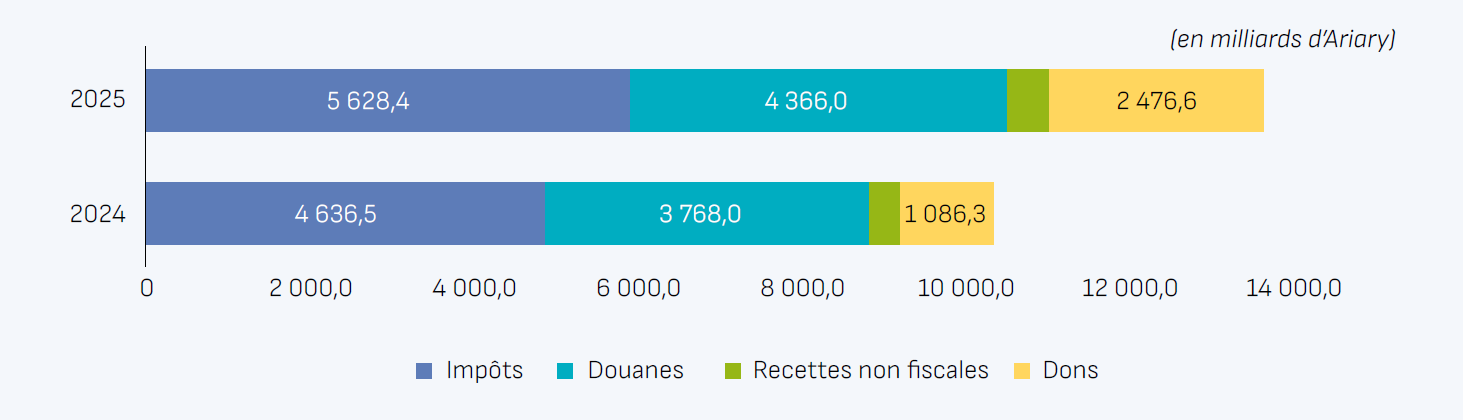 (en milliards d’Ariary)
2025 5 628,4 4 366,0 2 476,6
2024 4 636,5 3 768,0 1 086,3
0 2 000,0 4 000,0 6 000,0 8 000,0 10 000,0 12 000,0 14 000,0
Impôts Douanes Recettes non fiscales Dons